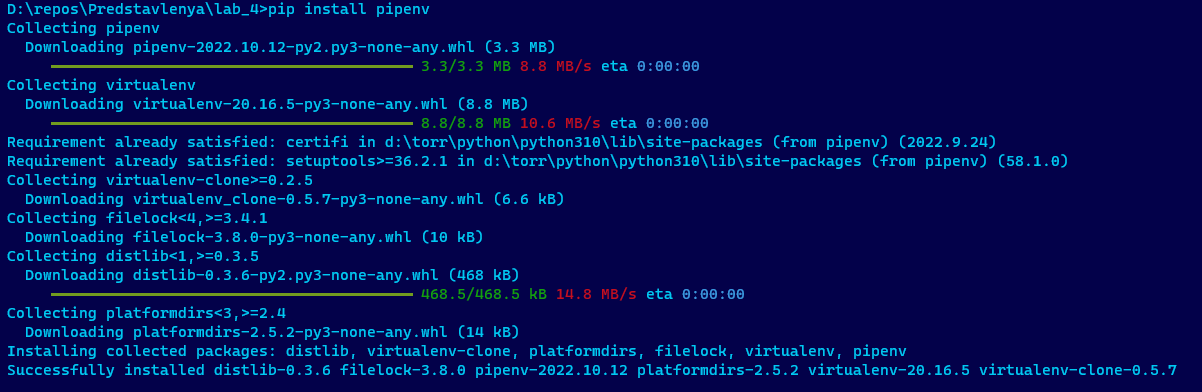 D:\repos\Predstavlenya\lab_4>pip install pipenv
Collecting pipenv
  Downloading pipenv-2022.10.12-py2.py3-none-any.whl (3.3 MB)
     3.3/3.3 MB 8.8 MB/s eta 0:00:00
Collecting virtualenv
  Downloading virtualenv-20.16.5-py3-none-any.whl (8.8 MB)
     8.8/8.8 MB 10.6 MB/s eta 0:00:00
Requirement already satisfied: certifi in d:\torr\python\python310\lib\site-packages (from pipenv) (2022.9.24)
Requirement already satisfied: setuptools>=36.2.1 in d:\torr\python\python310\lib\site-packages (from pipenv) (58.1.0)
Collecting virtualenv-clone>=0.2.5
  Downloading virtualenv_clone-0.5.7-py3-none-any.whl (6.6 kB)
Collecting filelock<4,>=3.4.1
  Downloading filelock-3.8.0-py3-none-any.whl (10 kB)
Collecting distlib<1,>=0.3.5
  Downloading distlib-0.3.6-py2.py3-none-any.whl (468 kB)
     468.5/468.5 kB 14.8 MB/s eta 0:00:00
Collecting platformdirs<3,>=2.4
  Downloading platformdirs-2.5.2-py3-none-any.whl (14 kB)
Installing collected packages: distlib, virtualenv-clone, platformdirs, filelock, virtualenv, pipenv
Successfully installed distlib-0.3.6 filelock-3.8.0 pipenv-2022.10.12 platformdirs-2.5.2 virtualenv-20.16.5 virtualenv-clone-0.5.7